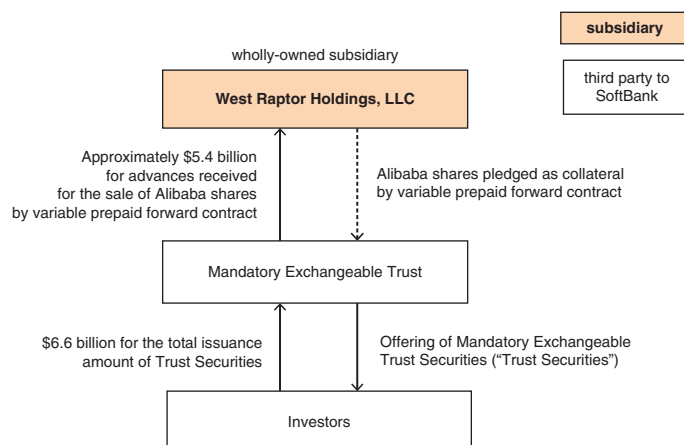 subsidiary
third party to
SoftBank
wholly-owned subsidiary
West Raptor Holdings, LLC
Approximately $5.4 billion
for advances received
for the sale of Alibaba shares
by variable prepaid forward contract
Alibaba shares pledged as collateral
by variable prepaid forward contract
Mandatory Exchangeable Trust
$6.6 billion for the total issuance
amount of Trust Securities
Offering of Mandatory Exchangeable
Trust Securities (“Trust Securities”)
Investors